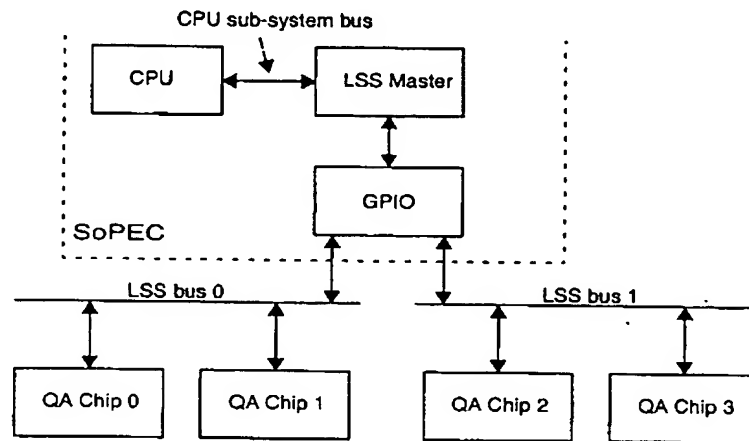 CPU sub-system bus
CPU
LSS Master
GPIO
SoPEC
LSS bus 0
LSS bus 1
QA Chip 0
QA Chip 1
QA Chip 2
QA Chip 3